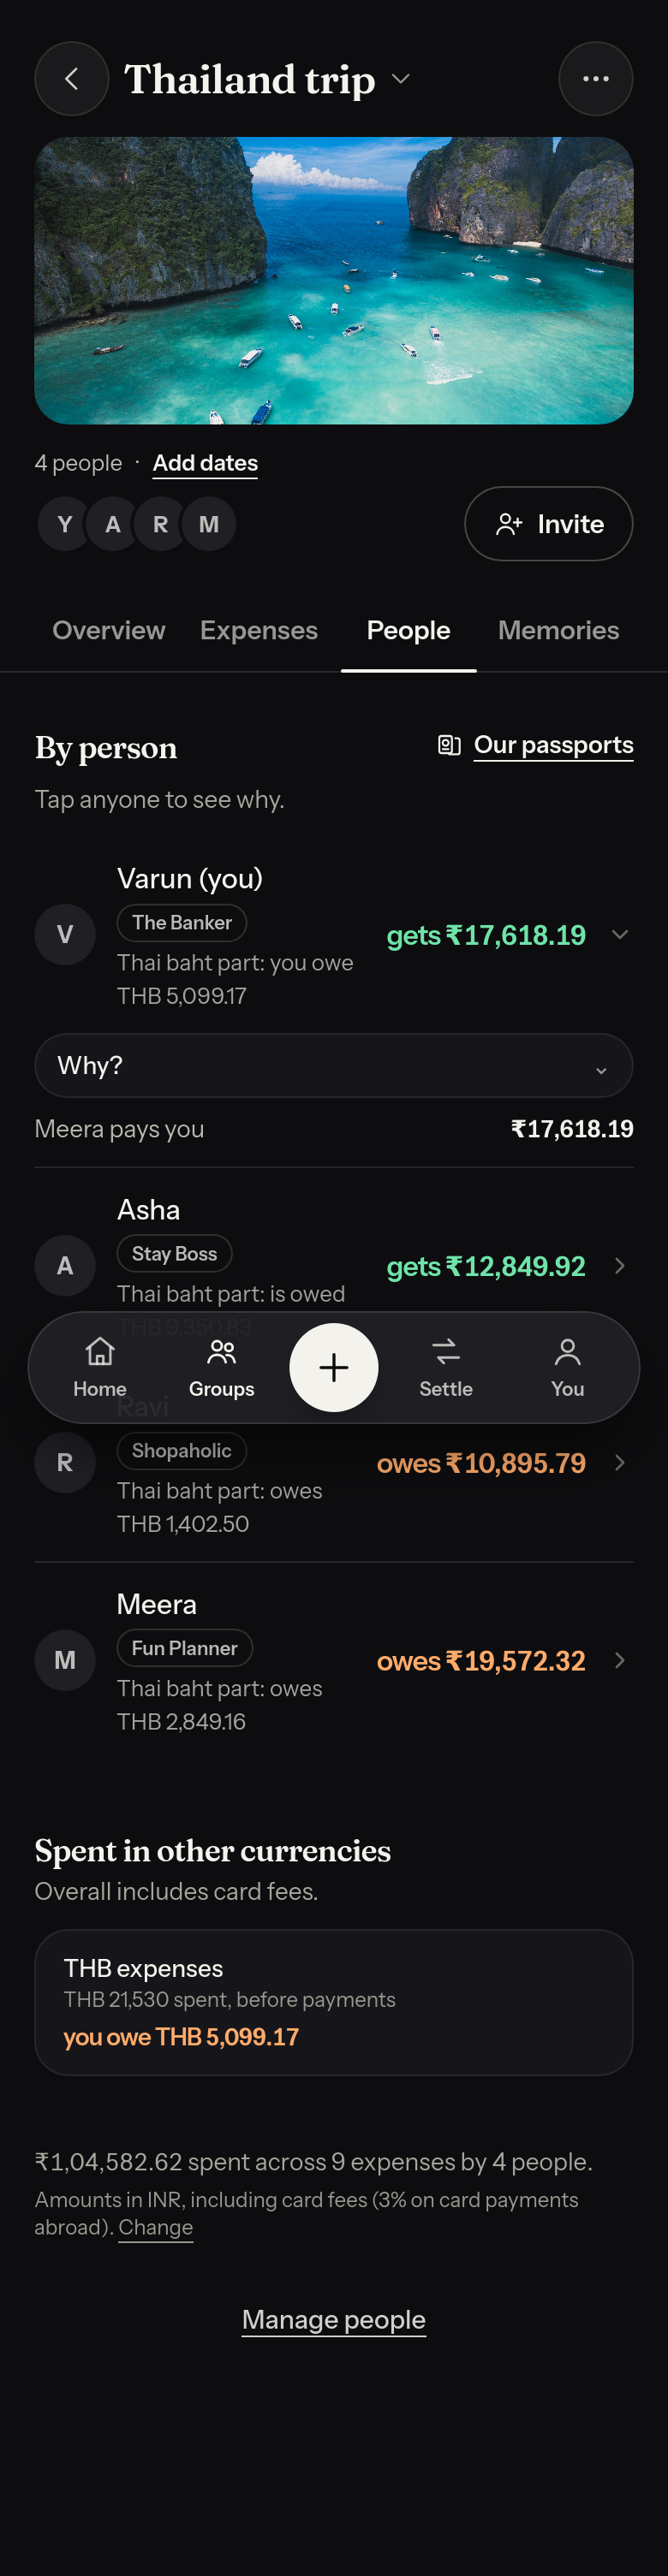 Thailand trip
4 people · Add dates
Y A R M
Invite
Overview Expenses People Memories
By person
Our passports
Tap anyone to see why.
Varun (you)
V
The Banker
gets ₹17,618.19
Thai baht part: you owe
THB 5,099.17
Why?
Meera pays you ₹17,618.19
Asha
A
Stay Boss
gets ₹12,849.92
Thai baht part: is owed
THB 9,350.83
Home Groups Settle You
Ravi
R
Shopaholic
owes ₹10,895.79
Thai baht part: owes
THB 1,402.50
Meera
M
Fun Planner
owes ₹19,572.32
Thai baht part: owes
THB 2,849.16
Spent in other currencies
Overall includes card fees.
THB expenses
THB 21,530 spent, before payments
you owe THB 5,099.17
₹1,04,582.62 spent across 9 expenses by 4 people.
Amounts in INR, including card fees (3% on card payments
abroad). Change
Manage people